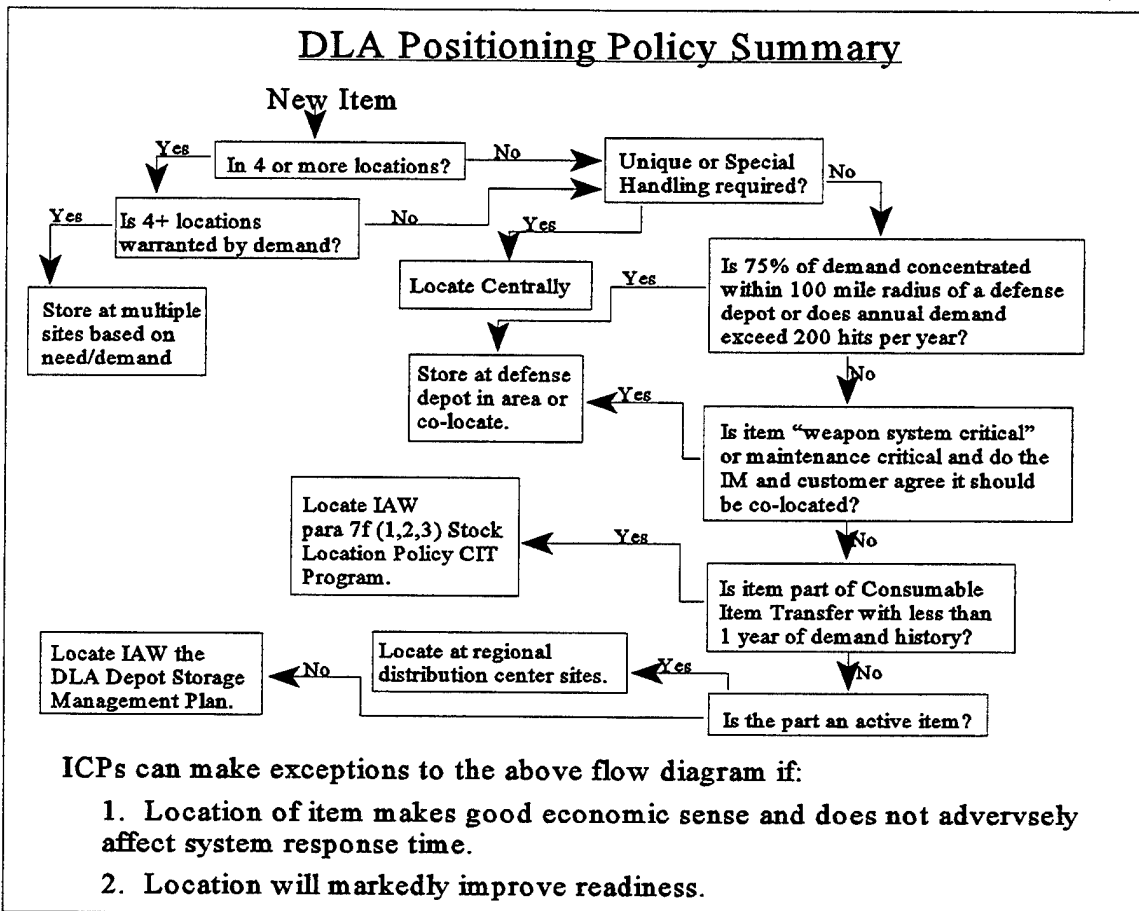 DLA Positioning Policy Summary
New Item
Yes
In 4 or more locations?
No
Unique or Special
Handling required?
No
Yes
Is 4+ locations
warranted by demand?
No
Yes
Locate Centrally
Yes
Is 75% of demand concentrated
within 100 mile radius of a defense
depot or does annual demand
exceed 200 hits per year?
Store at multiple
sites based on
need/demand
Store at defense
depot in area or
co-locate.
Yes
No
Is item “weapon system critical”
or maintenance critical and do the
IM and customer agree it should
be co-located?
Locate IAW
para 7f (1,2,3) Stock
Location Policy CIT
Program.
Yes
No
Is item part of Consumable
Item Transfer with less than
1 year of demand history?
Locate IAW the
DLA Depot Storage
Management Plan.
No
Locate at regional
distribution center sites.
Yes
No
Is the part an active item?
ICPs can make exceptions to the above flow diagram if:
1. Location of item makes good economic sense and does not advervsely
affect system response time.
2. Location will markedly improve readiness.